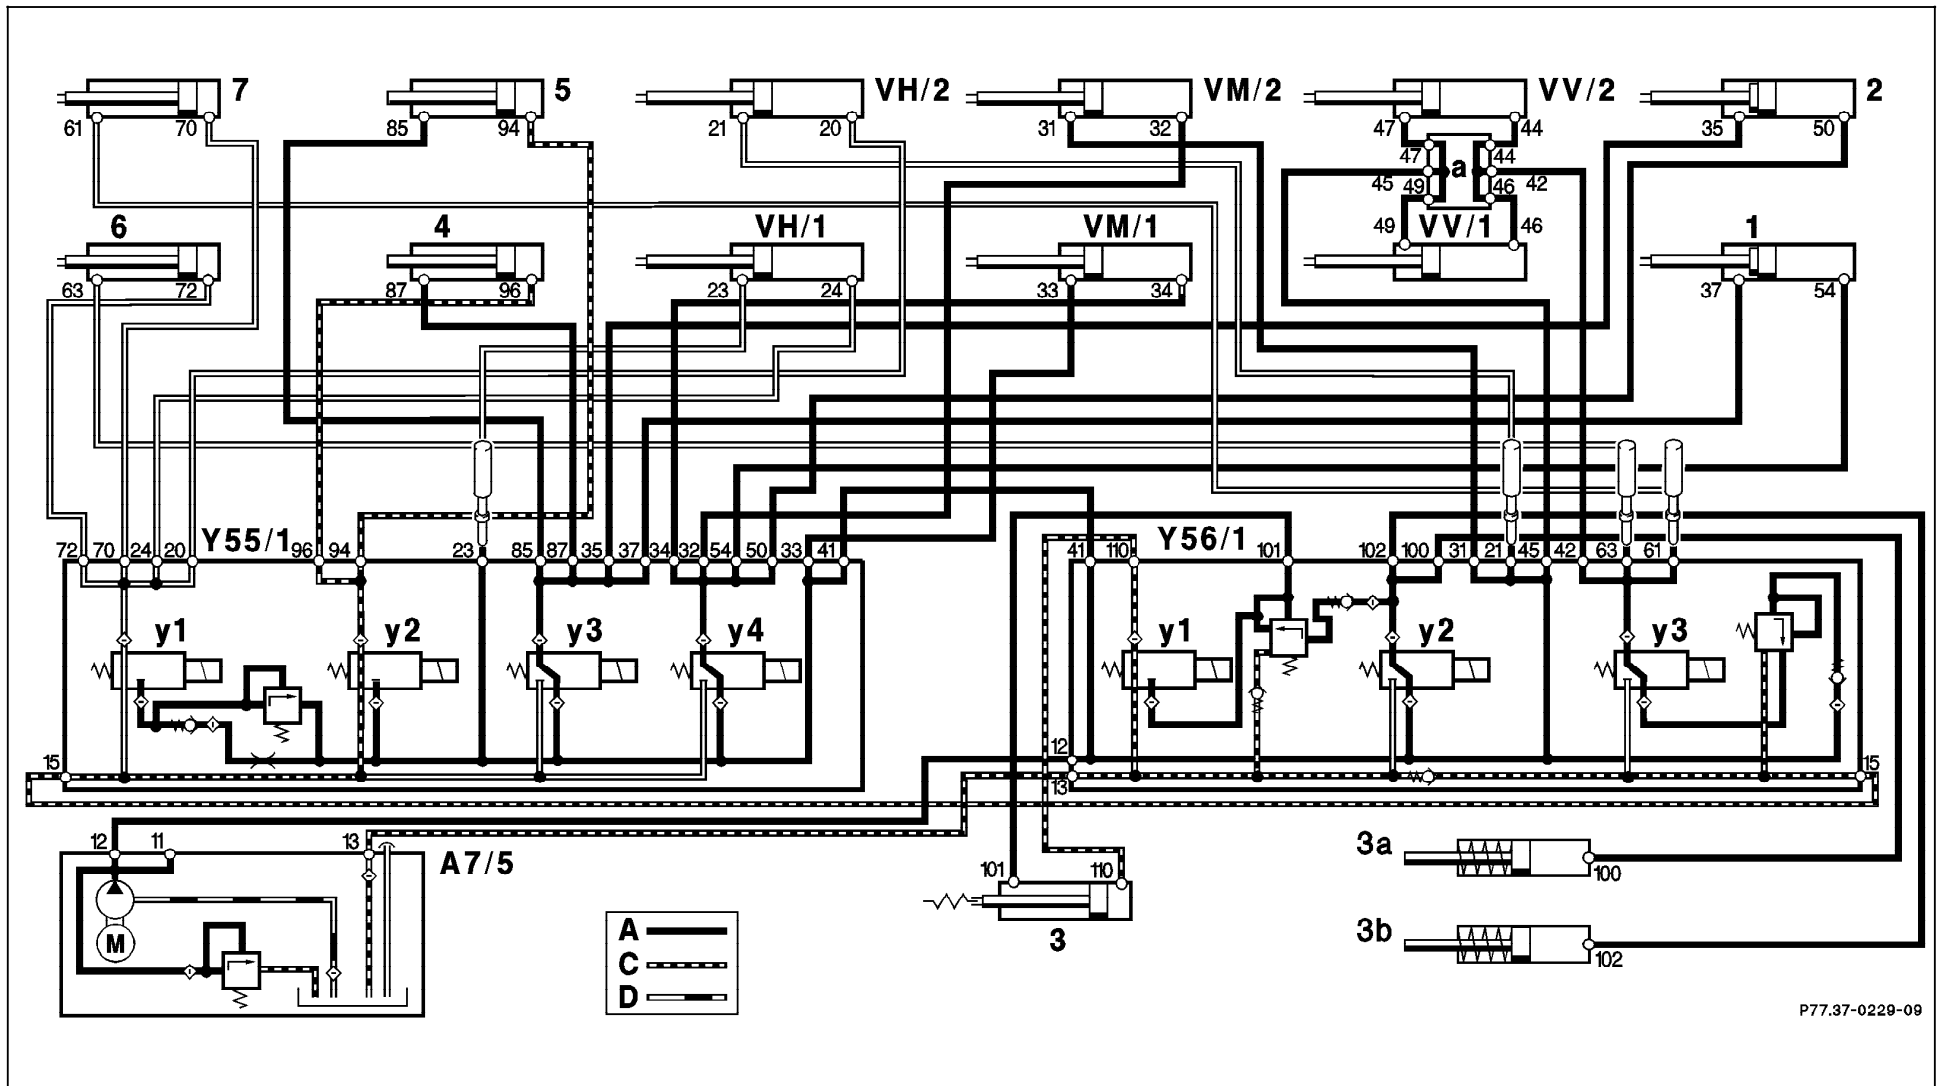 7 5 VH/2 VM/2 VV/2 2
61 70 85 94 21 20 31 32 47 44 35 50
47 44
a
45 49 46 42
6 4 VH/1 VM/1 49 VV/1 46 1
63 72 87 96 23 24 33 34 37 54
72 70 24 20 Y55/1 96 94 23 85 87 35 37 34 32 54 50 33 41
41 110 Y56/1 101 102 100 31 21 45 42 63 61
y1 y2 y3 y4 y1 y2 y3
15 12 13 15
12 11 13 A7/5
M
A
C
D
101 110
3
3a 100
3b 102
P77.37-0229-09